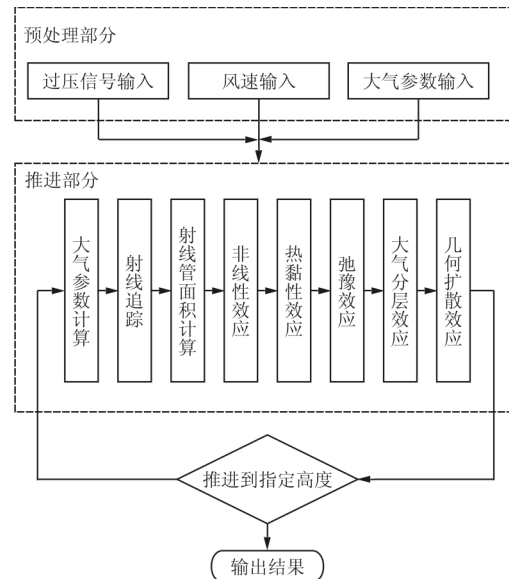 预处理部分
过压信号输入
风速输入
大气参数输入
推进部分
大气参数计算
射线追踪
射线管面积计算
非线性效应
热黏性效应
弛豫效应
大气分层效应
几何扩散效应
推进到指定高度
输出结果